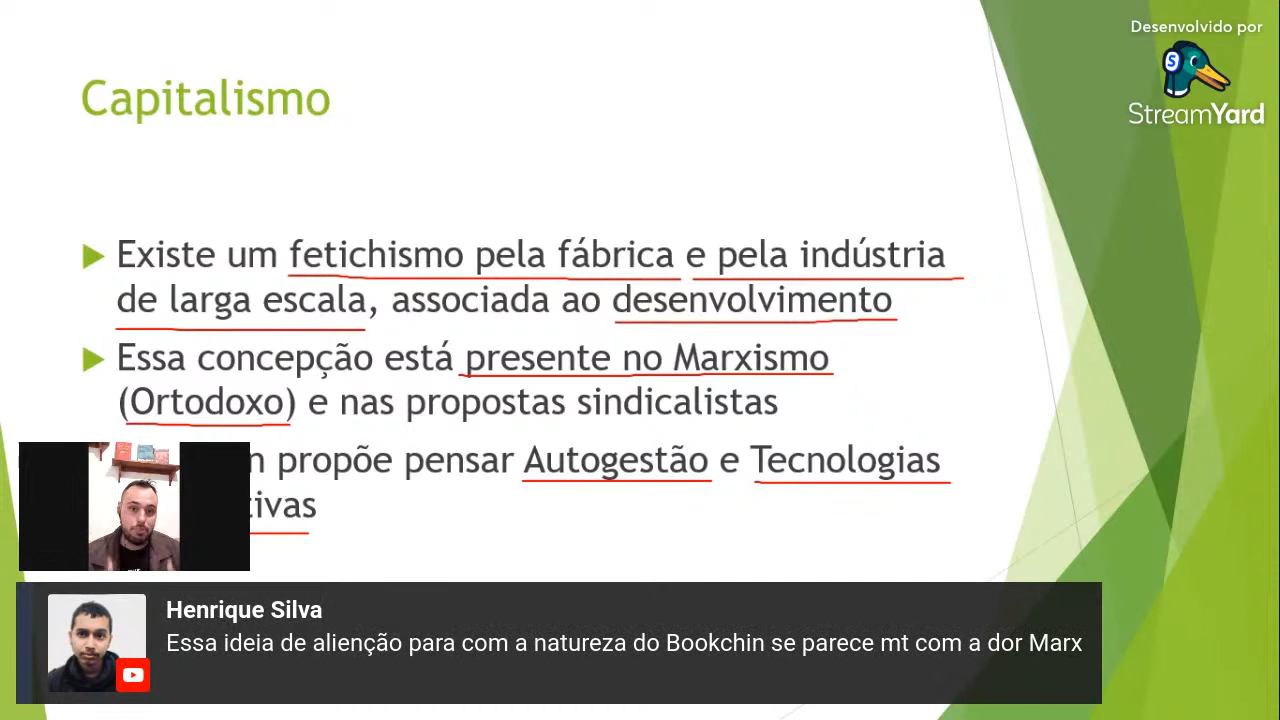 Desenvolvido por
StreamYard
Capitalismo
Existe um fetichismo pela fábrica e pela indústria
de larga escala, associada ao desenvolvimento
Essa concepção está presente no Marxismo
(Ortodoxo) e nas propostas sindicalistas
propõe pensar Autogestão e Tecnologias
Henrique Silva
Essa ideia de alienção para com a natureza do Bookchin se parece mt com a dor Marx